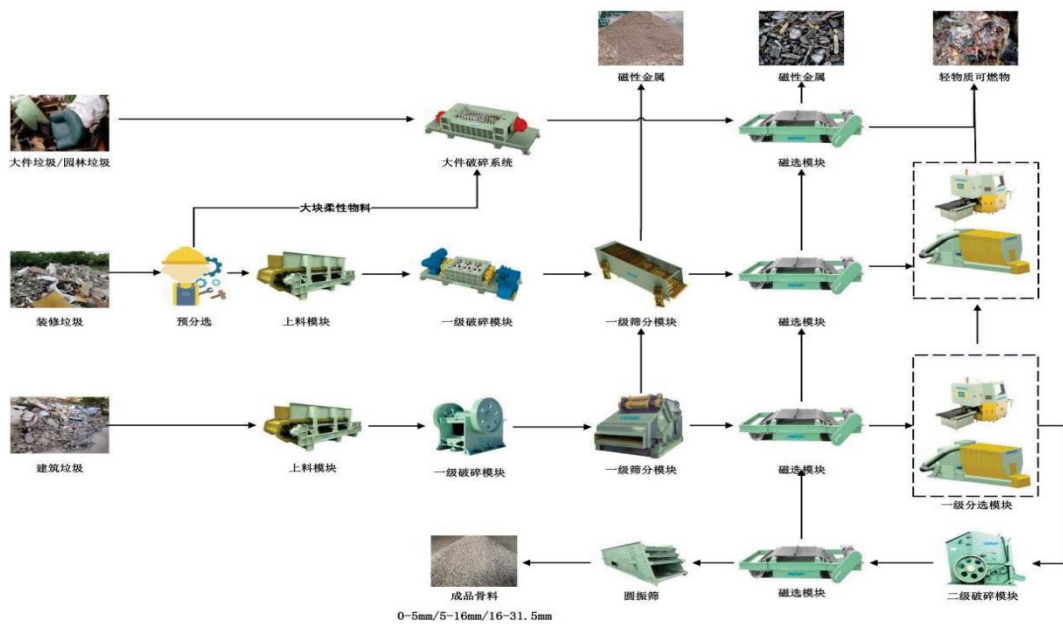 磁性金属
磁性金属
轻物质可燃物
大件垃圾/园林垃圾
大件破碎系统
磁选模块
大块柔性物料
装修垃圾
预分选
上料模块
一级破碎模块
一级筛分模块
磁选模块
建筑垃圾
上料模块
一级破碎模块
一级筛分模块
磁选模块
一级分选模块
成品骨料
圆振筛
磁选模块
二级破碎模块
0-5mm/5-16mm/16-31.5mm